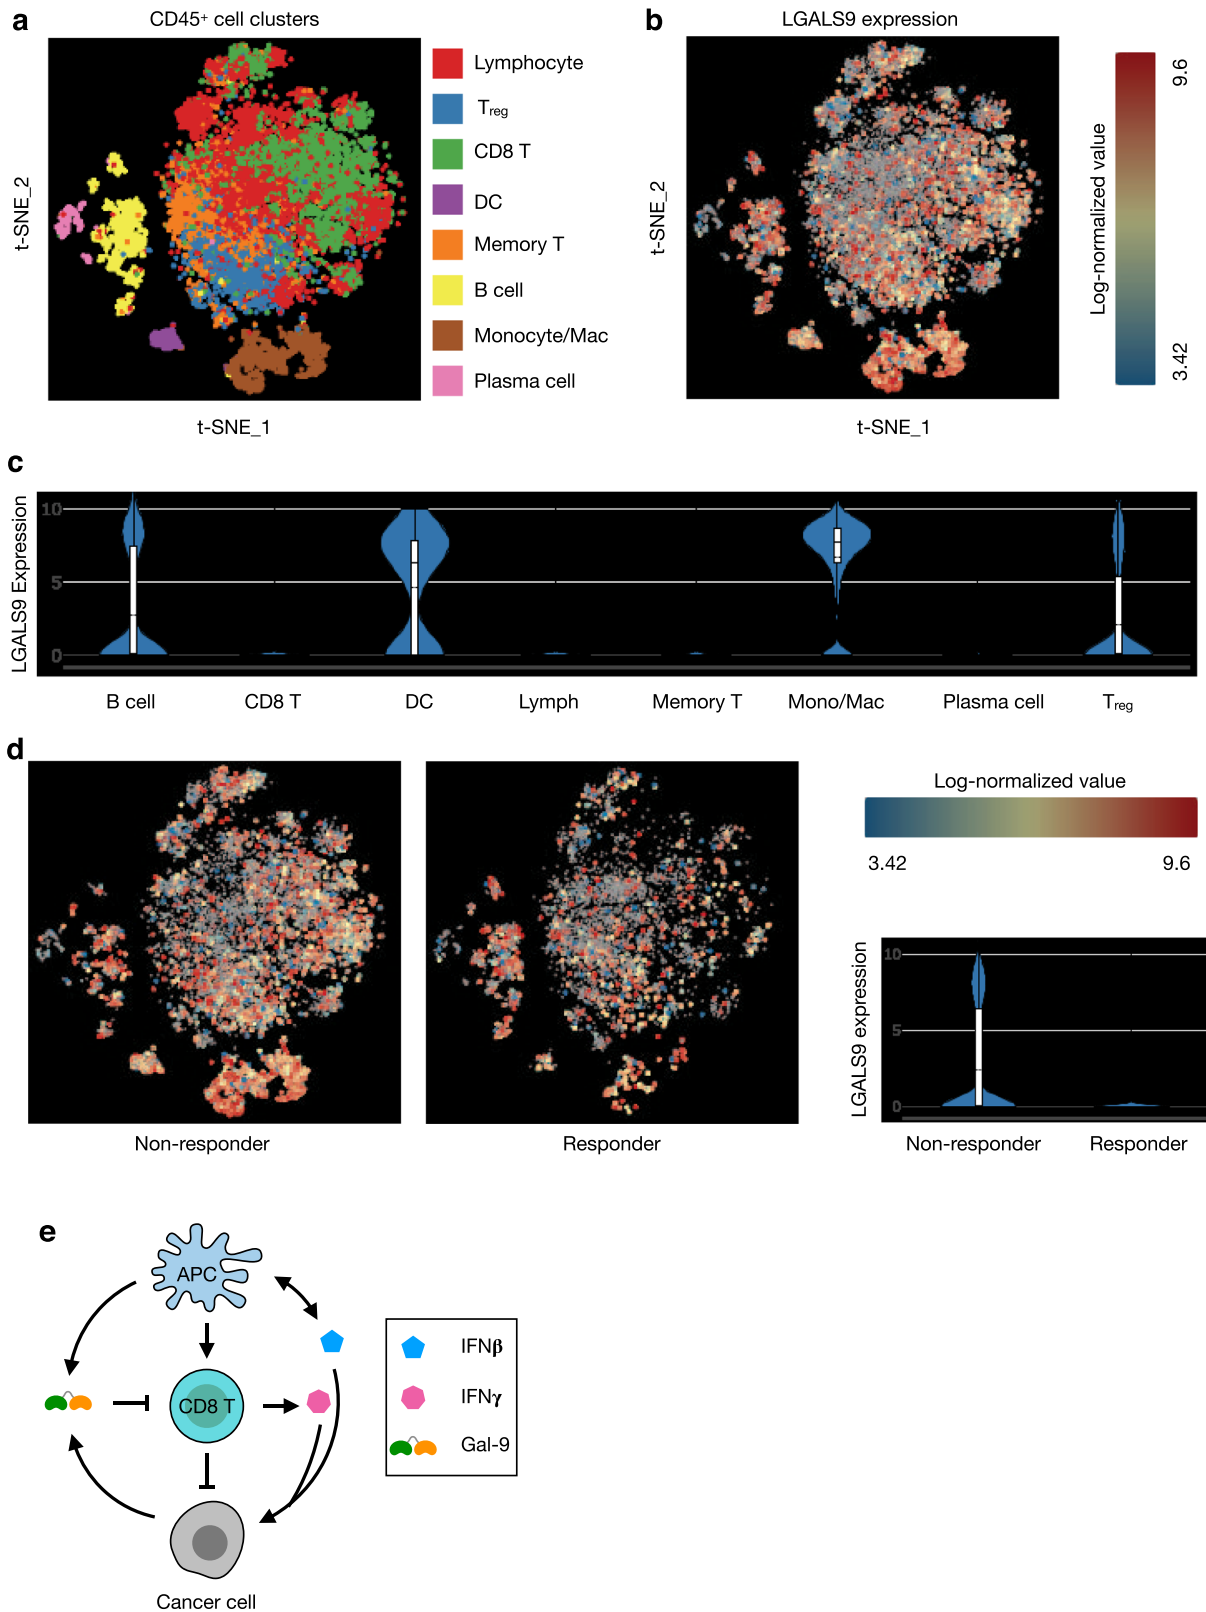 a
CD45⁺ cell clusters
t-SNE_2
t-SNE_1
Lymphocyte
Treg
CD8 T
DC
Memory T
B cell
Monocyte/Mac
Plasma cell
b
LGALS9 expression
t-SNE_2
t-SNE_1
Log-normalized value
9.6
3.42
c
LGALS9 Expression
10
5
0
B cell CD8 T DC Lymph Memory T Mono/Mac Plasma cell Treg
d
Non-responder
Responder
Log-normalized value
3.42 9.6
LGALS9 expression
10
5
0
Non-responder Responder
e
APC
CD8 T
Cancer cell
IFNβ
IFNγ
Gal-9